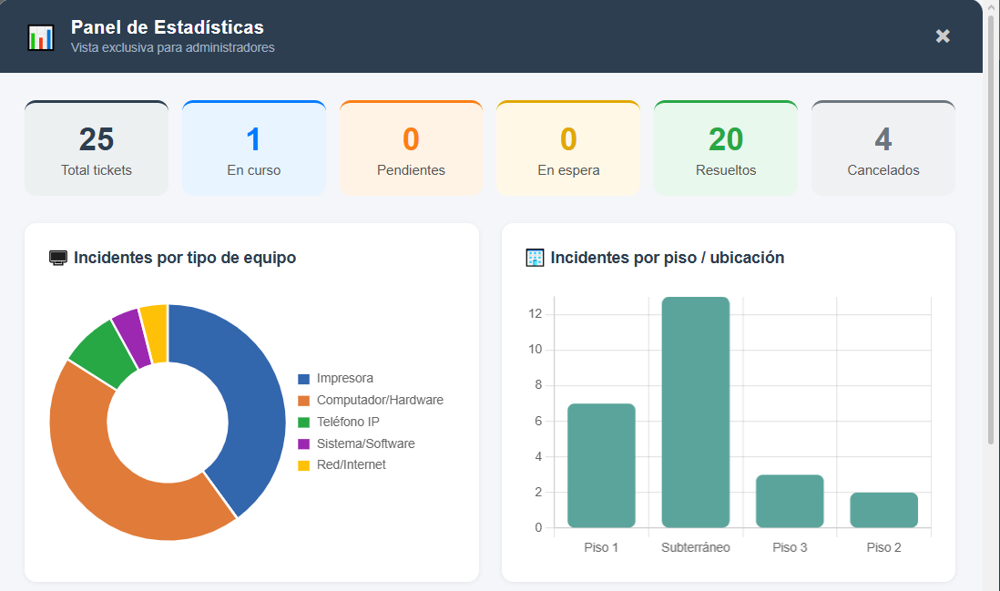 Panel de Estadísticas
Vista exclusiva para administradores
×
25
Total tickets
1
En curso
0
Pendientes
0
En espera
20
Resueltos
4
Cancelados
Incidentes por tipo de equipo
Impresora
Computador/Hardware
Teléfono IP
Sistema/Software
Red/Internet
Incidentes por piso / ubicación
12
10
8
6
4
2
0
Piso 1 Subterráneo Piso 3 Piso 2